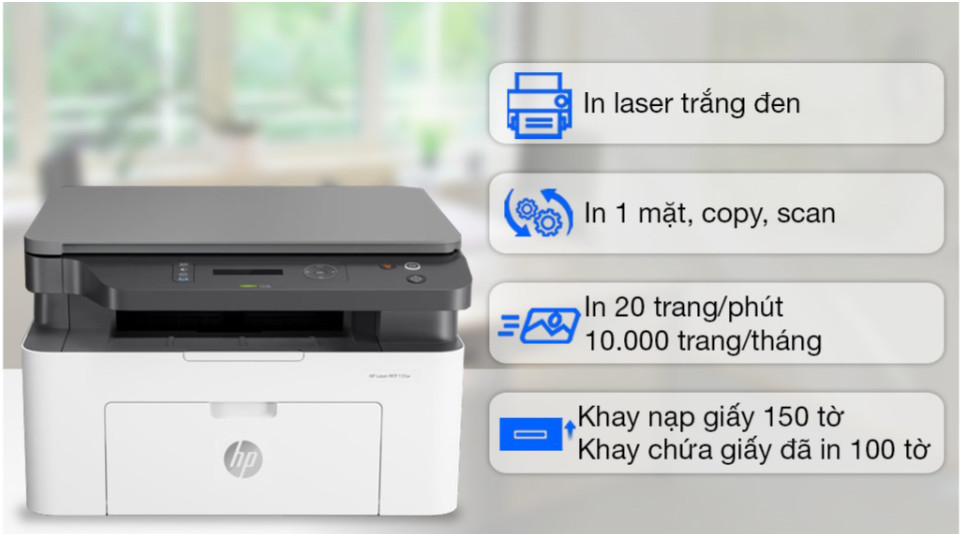 In laser trắng đen
In 1 mặt, copy, scan
In 20 trang/phút
10.000 trang/tháng
Khay nạp giấy 150 tờ
Khay chứa giấy đã in 100 tờ
hp